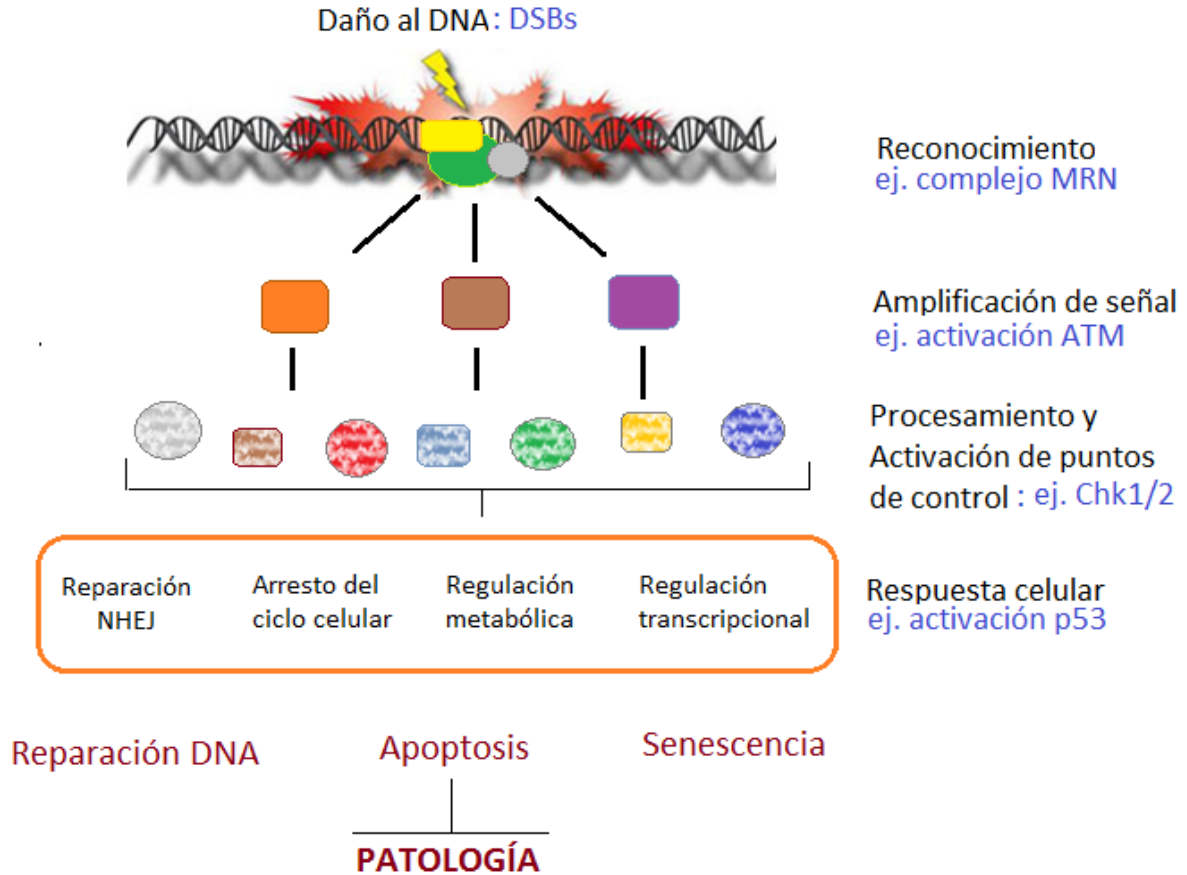 Daño al DNA: DSBs
Reconocimiento
ej. complejo MRN
Amplificación de señal
ej. activación ATM
Procesamiento y
Activación de puntos
de control : ej. Chk1/2
Reparación
NHEJ
Arresto del
ciclo celular
Regulación
metabólica
Regulación
transcripcional
Respuesta celular
ej. activación p53
Reparación DNA
Apoptosis
Senescencia
PATOLOGÍA